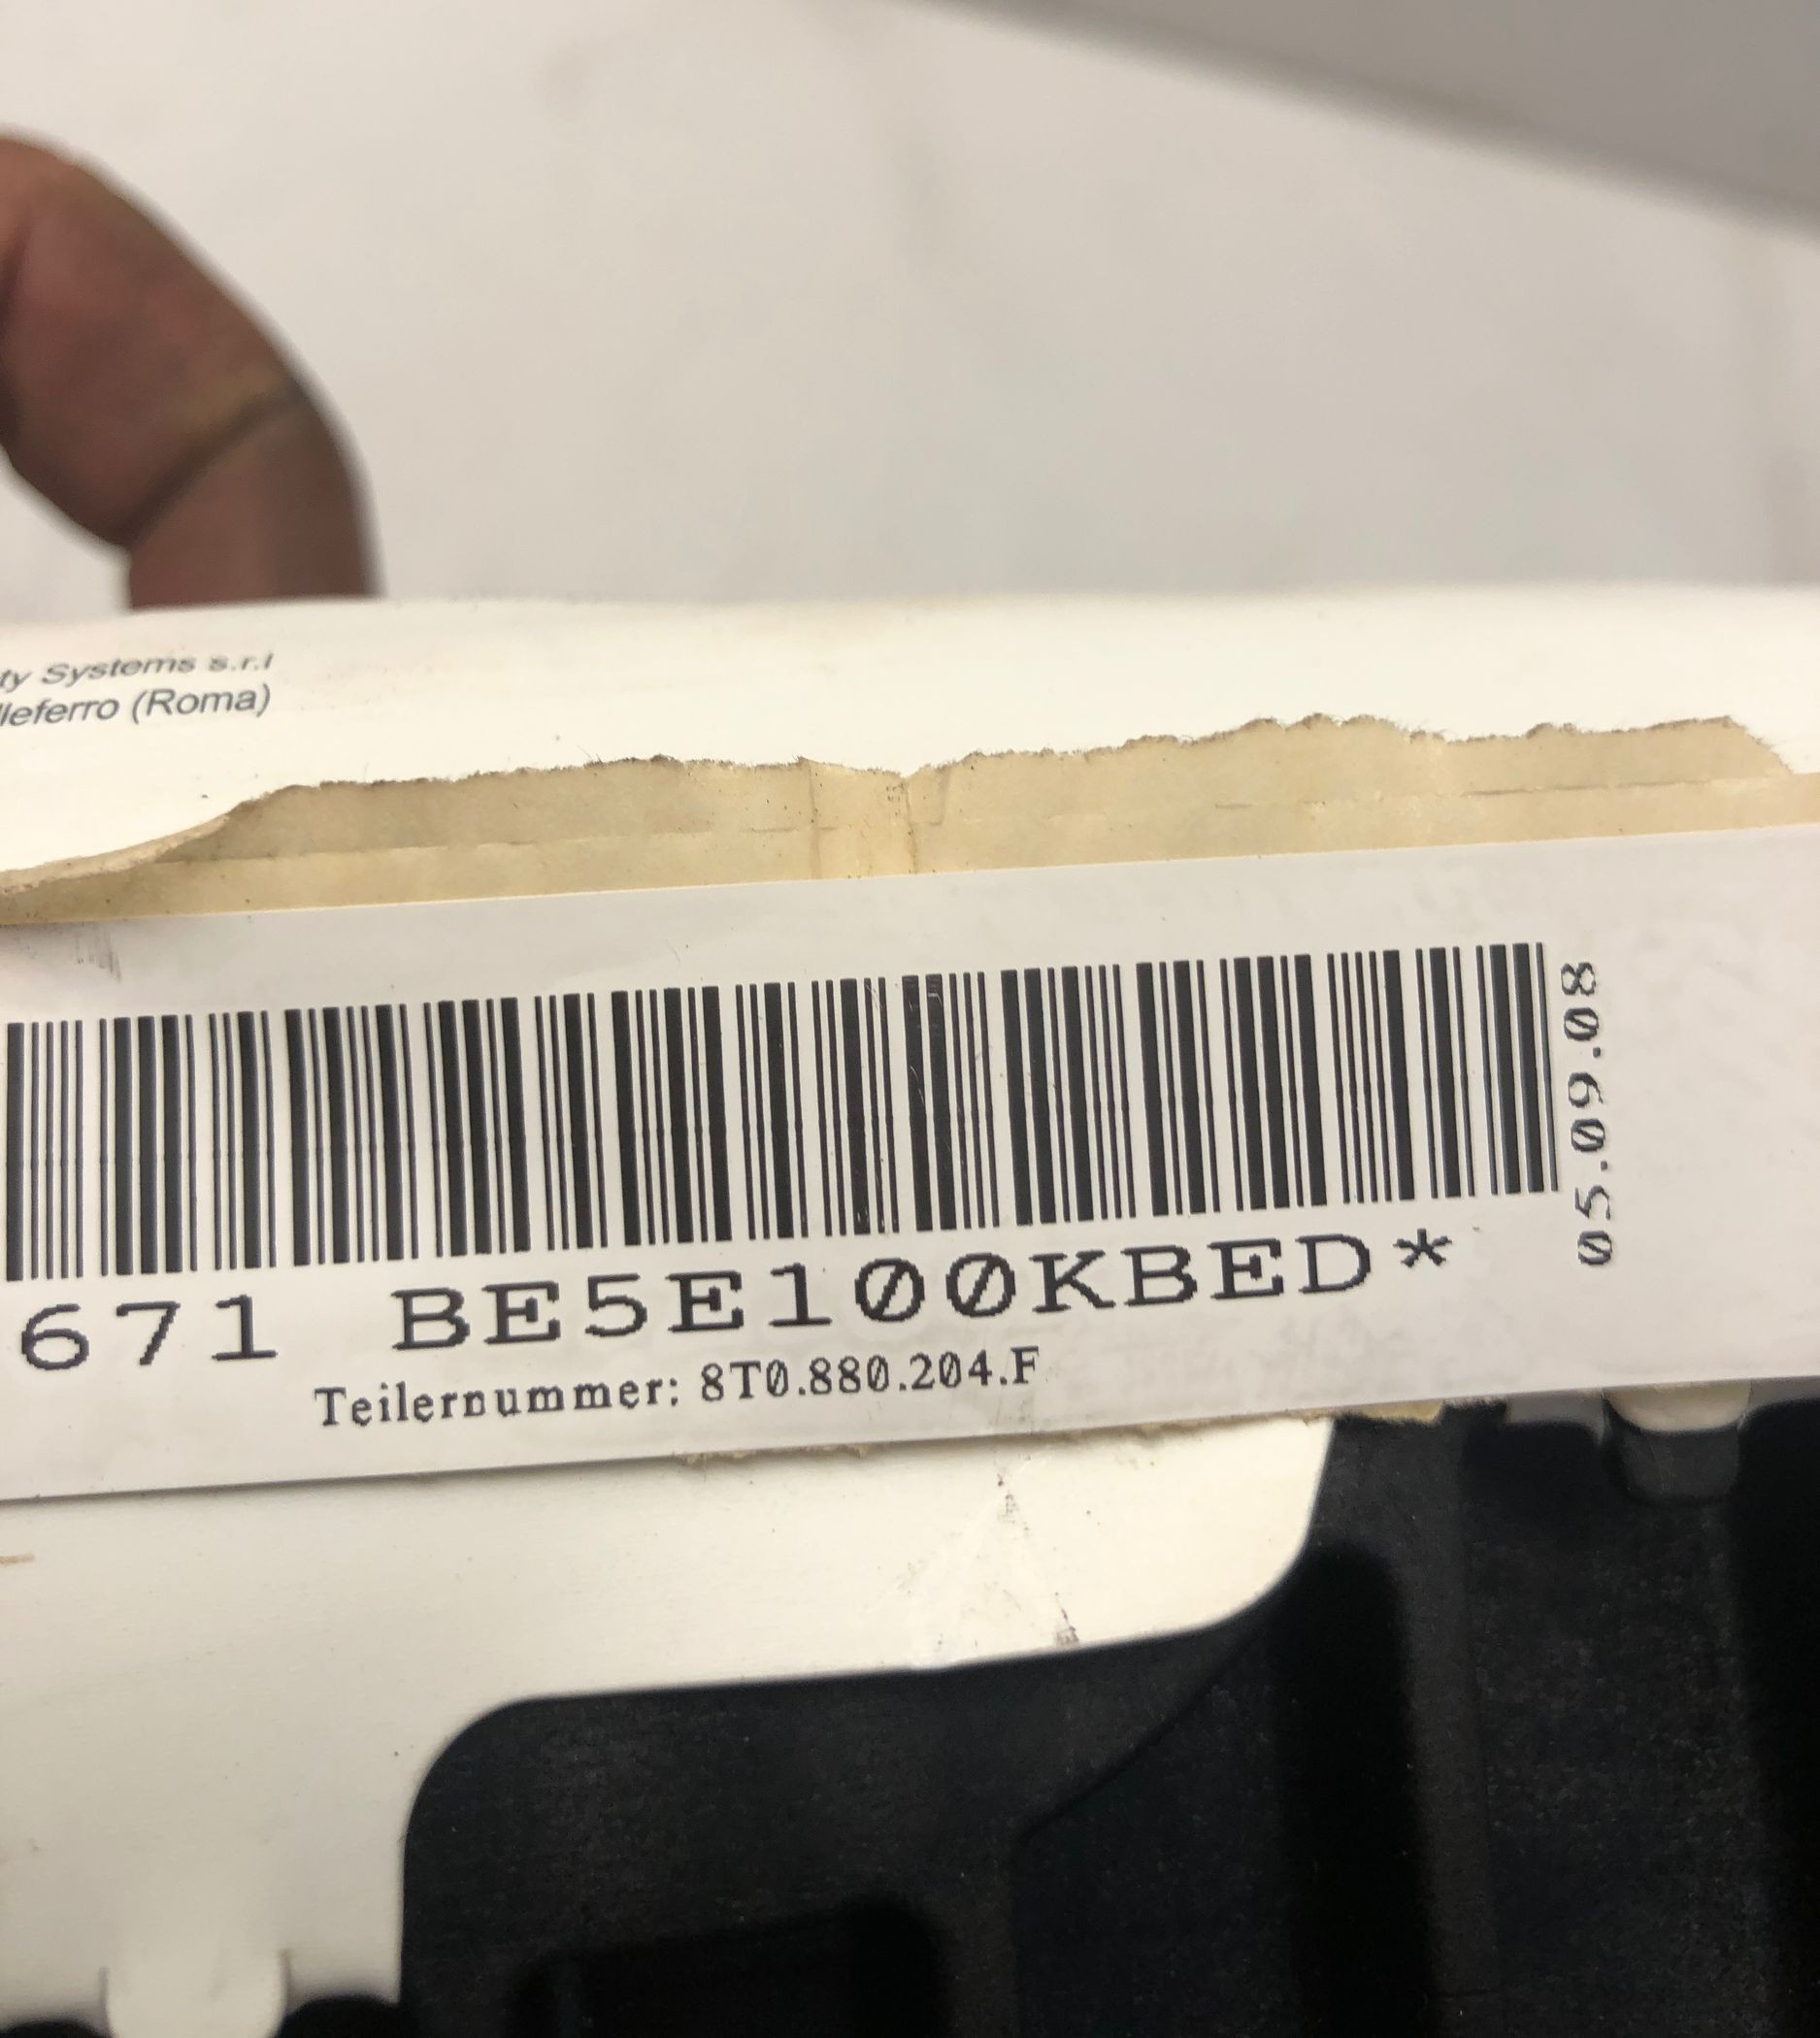 ty Systems s.r.l
lleferro (Roma)
671 BE5E100KBED*
Teilernummer: 8T0.880.204.F
05.09.08